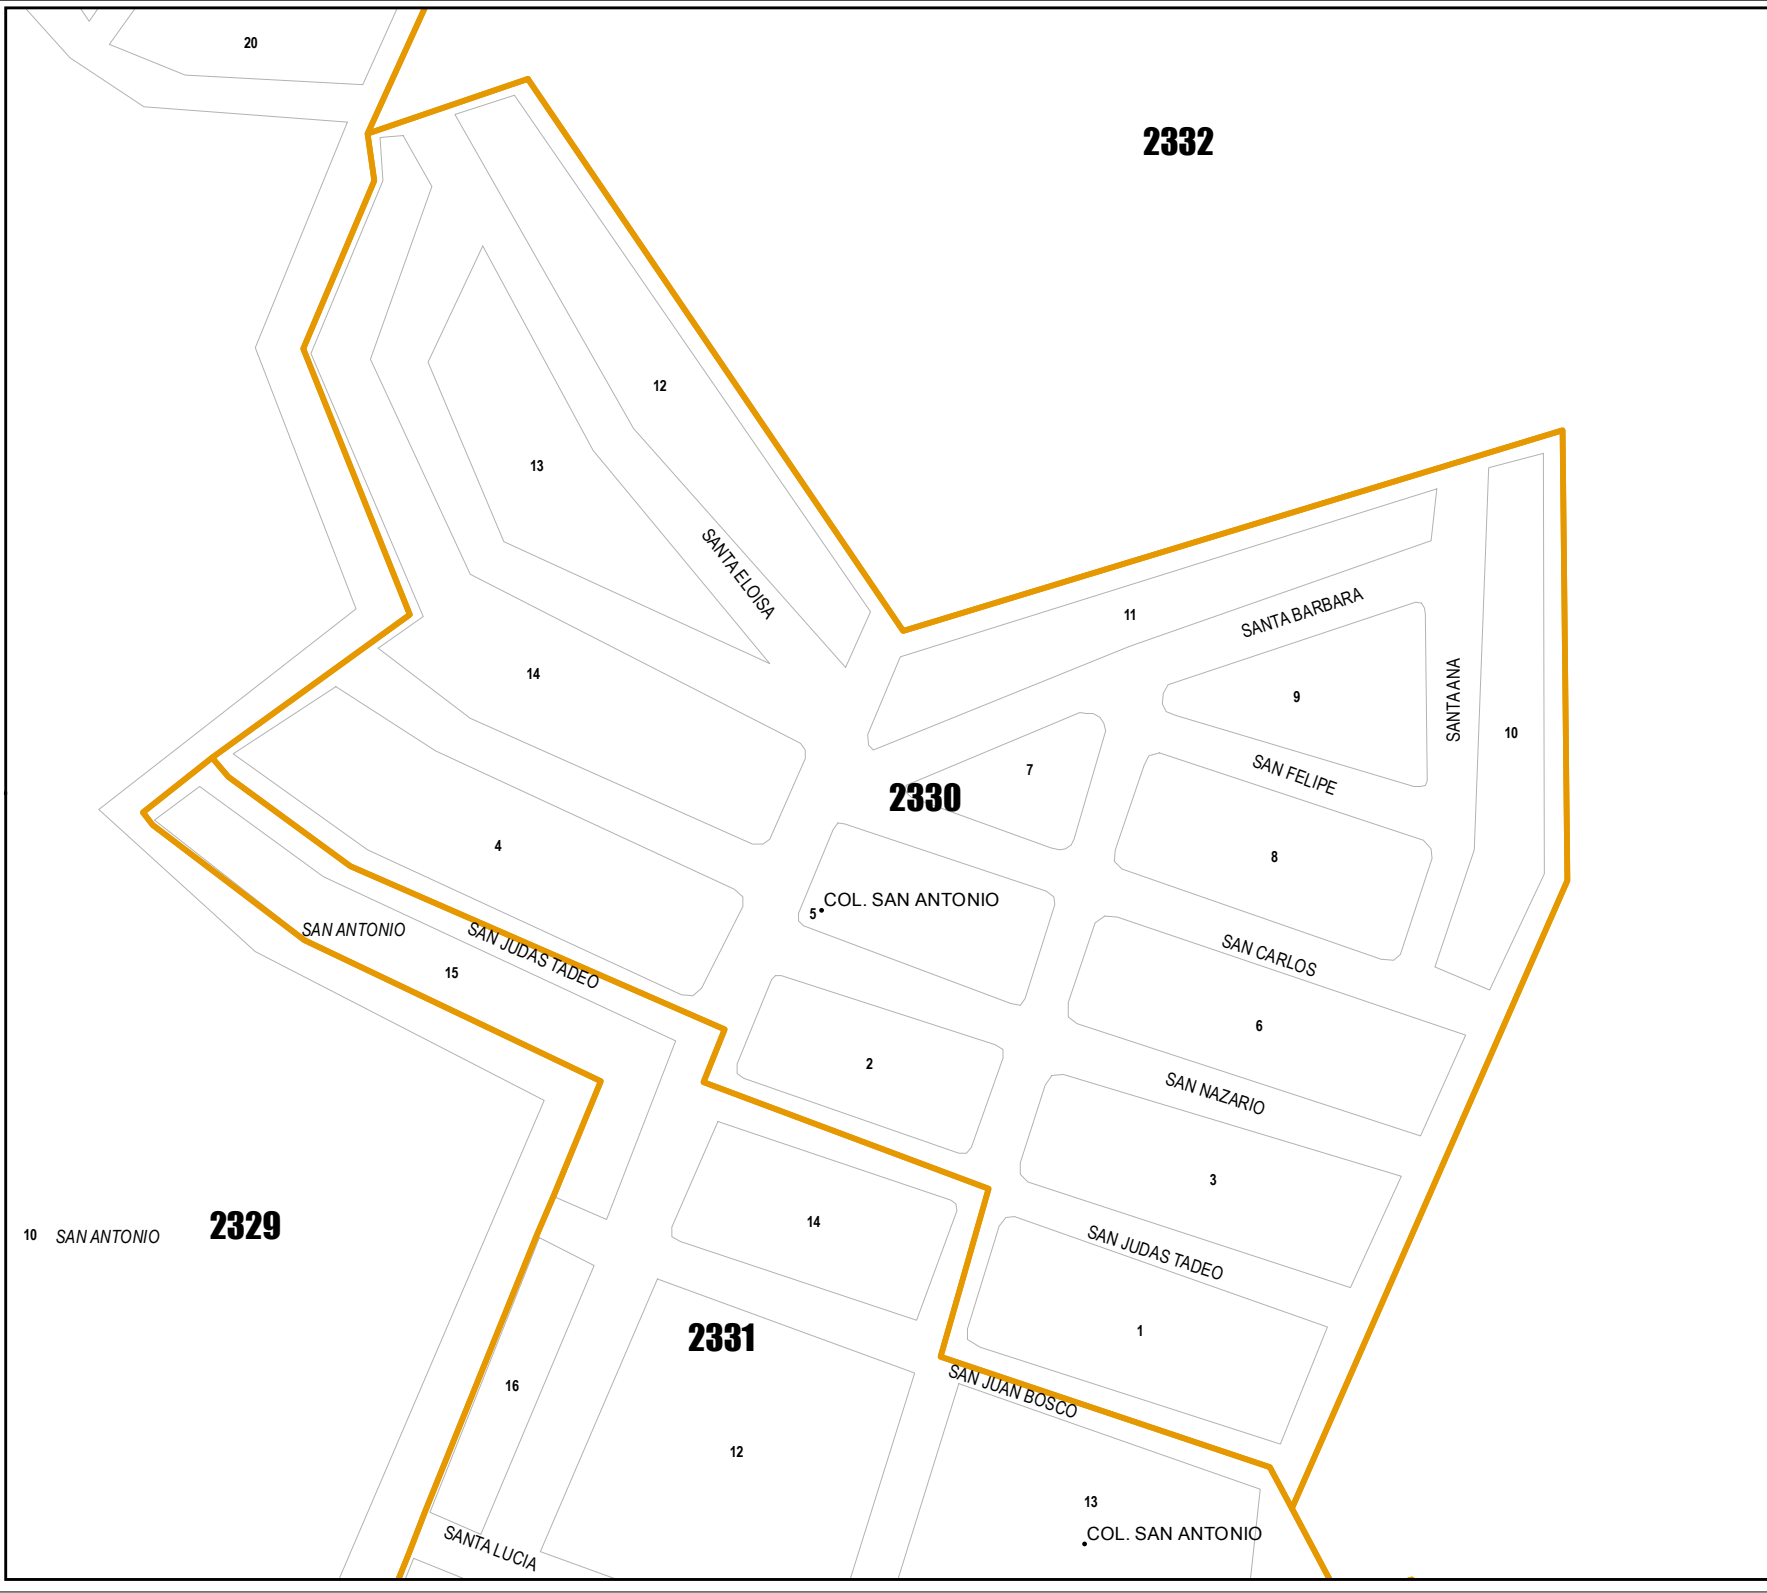 20
2332
12
13
SANTA ELOISA
11
SANTA BARBARA
14
SANTA ANA
9
10
7
SAN FELIPE
2330
4
8
COL. SAN ANTONIO
5
SAN ANTONIO
SAN JUDAS TADEO
SAN CARLOS
15
6
2
SAN NAZARIO
3
14
2329
10
SAN ANTONIO
SAN JUDAS TADEO
1
2331
16
SAN JUAN BOSCO
12
13
COL. SAN ANTONIO
SANTA LUCIA